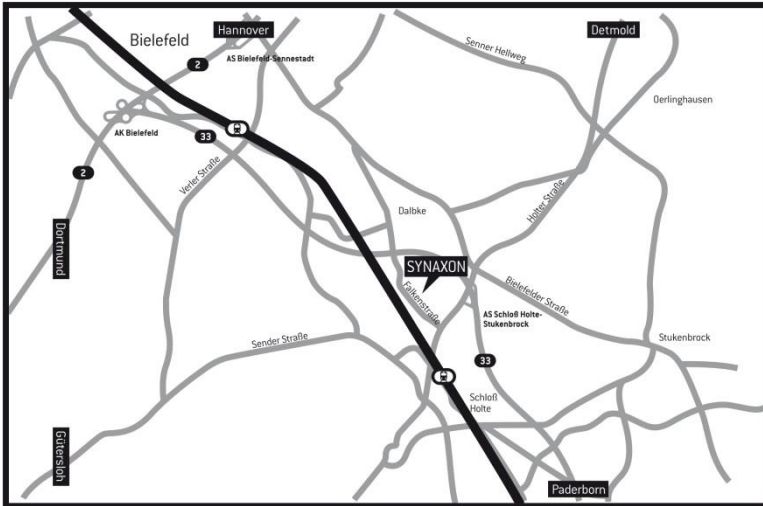 Bielefeld
Hannover
Detmold
Senner Hellweg
AS Bielefeld-Sennestadt
2
Oerlinghausen
33
AK Bielefeld
2
Verler Straße
Holter Straße
Dalbke
Dortmund
SYNAXON
Falkenstraße
Bielefelder Straße
AS Schloß Holte-
Stukenbrock
Sender Straße
Stukenbrock
33
Schloß
Holte
Gütersloh
Paderborn